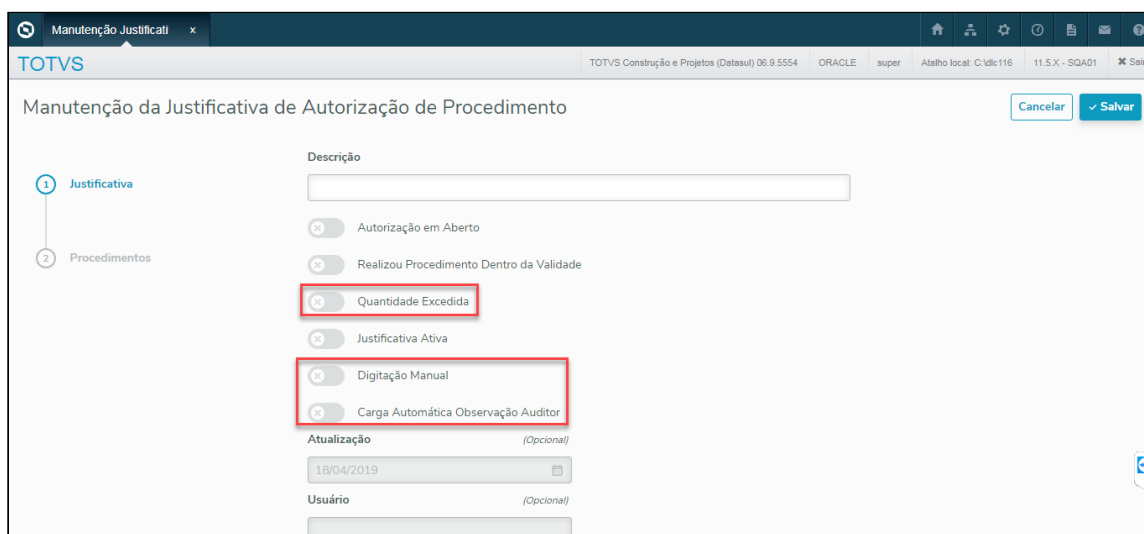 Manutenção Justificati x
TOTVS TOTVS Construção e Projetos (Datasul) 06.9.5554 ORACLE super Atalho local: C:\dlc116 11.5.X - SQA01 Sair
Manutenção da Justificativa de Autorização de Procedimento Cancelar Salvar
Descrição
1 Justificativa
Autorização em Aberto
2 Procedimentos
Realizou Procedimento Dentro da Validade
Quantidade Excedida
Justificativa Ativa
Digitação Manual
Carga Automática Observação Auditor
Atualização (Opcional)
18/04/2019
Usuário (Opcional)